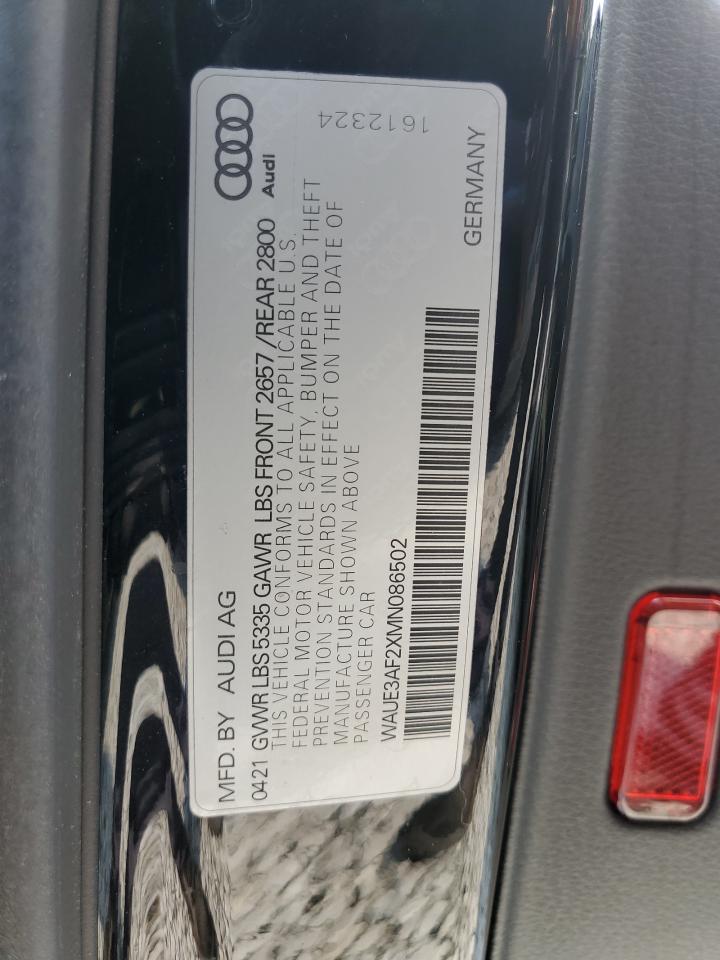 MFD. BY AUDI AG
Audi
0421 GVWR LBS 5335 GAWR LBS FRONT 2657 / REAR 2800
THIS VEHICLE CONFORMS TO ALL APPLICABLE U.S.
FEDERAL MOTOR VEHICLE SAFETY, BUMPER AND THEFT
PREVENTION STANDARDS IN EFFECT ON THE DATE OF
MANUFACTURE SHOWN ABOVE
PASSENGER CAR
WAUE3AF2XMN086502
GERMANY
1612324